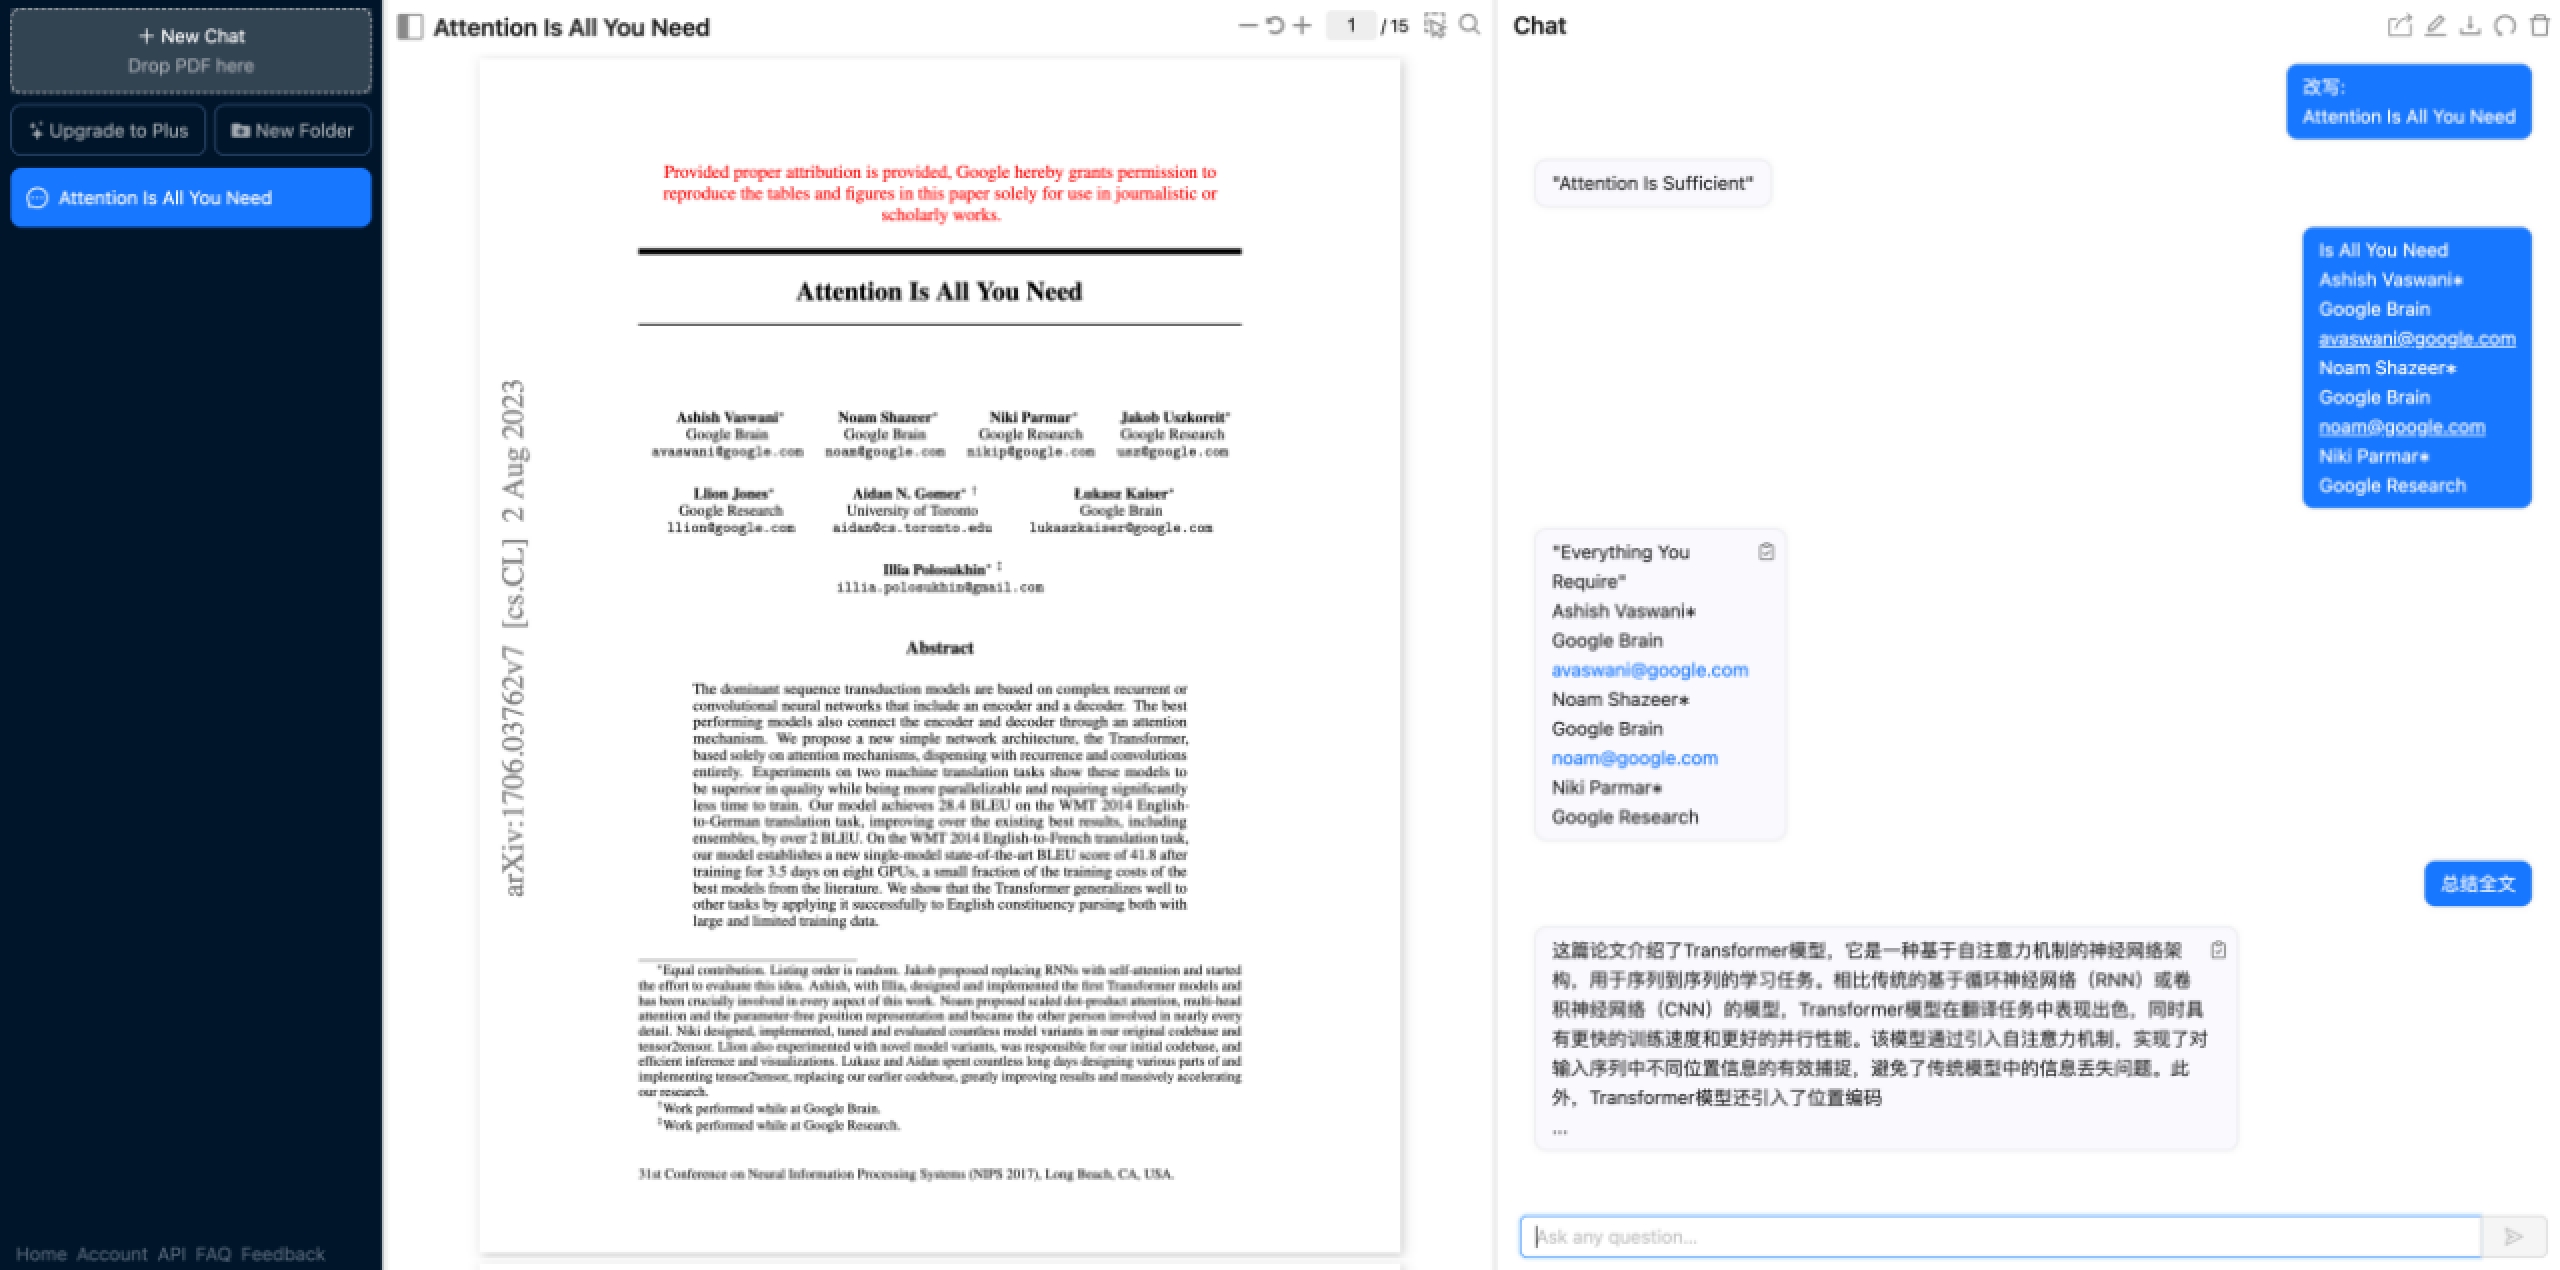 + New Chat
Drop PDF here
Upgrade to Plus
New Folder
Attention Is All You Need
Home Account API FAQ Feedback
Attention Is All You Need
1 / 15
Provided proper attribution is provided, Google hereby grants permission to
reproduce the tables and figures in this paper solely for use in journalistic or
scholarly works.
Attention Is All You Need
arXiv:1706.03762v7 [cs.CL] 2 Aug 2023
Ashish Vaswani* Noam Shazeer* Niki Parmar* Jakob Uszkoreit*
Google Brain Google Brain Google Research Google Research
avaswani@google.com noam@google.com nikip@google.com usz@google.com
Llion Jones* Aidan N. Gomez* † Łukasz Kaiser*
Google Research University of Toronto Google Brain
llion@google.com aidan@cs.toronto.edu lukaszkaiser@google.com
Illia Polosukhin* ‡
illia.polosukhin@gmail.com
Abstract
The dominant sequence transduction models are based on complex recurrent or
convolutional neural networks that include an encoder and a decoder. The best
performing models also connect the encoder and decoder through an attention
mechanism. We propose a new simple network architecture, the Transformer,
based solely on attention mechanisms, dispensing with recurrence and convolutions
entirely. Experiments on two machine translation tasks show these models to
be superior in quality while being more parallelizable and requiring significantly
less time to train. Our model achieves 28.4 BLEU on the WMT 2014 English-
to-German translation task, improving over the existing best results, including
ensembles, by over 2 BLEU. On the WMT 2014 English-to-French translation task,
our model establishes a new single-model state-of-the-art BLEU score of 41.8 after
training for 3.5 days on eight GPUs, a small fraction of the training costs of the
best models from the literature. We show that the Transformer generalizes well to
other tasks by applying it successfully to English constituency parsing both with
large and limited training data.
*Equal contribution. Listing order is random. Jakob proposed replacing RNNs with self-attention and started
the effort to evaluate this idea. Ashish, with Illia, designed and implemented the first Transformer models and
has been crucially involved in every aspect of this work. Noam proposed scaled dot-product attention, multi-head
attention and the parameter-free position representation and became the other person involved in nearly every
detail. Niki designed, implemented, tuned and evaluated countless model variants in our original codebase and
tensor2tensor. Llion also experimented with novel model variants, was responsible for our initial codebase, and
efficient inference and visualizations. Lukasz and Aidan spent countless long days designing various parts of and
implementing tensor2tensor, replacing our earlier codebase, greatly improving results and massively accelerating
our research.
†Work performed while at Google Brain.
‡Work performed while at Google Research.
31st Conference on Neural Information Processing Systems (NIPS 2017), Long Beach, CA, USA.
Chat
改写:
Attention Is All You Need
"Attention Is Sufficient"
Is All You Need
Ashish Vaswani*
Google Brain
avaswani@google.com
Noam Shazeer*
Google Brain
noam@google.com
Niki Parmar*
Google Research
"Everything You
Require"
Ashish Vaswani*
Google Brain
avaswani@google.com
Noam Shazeer*
Google Brain
noam@google.com
Niki Parmar*
Google Research
总结全文
这篇论文介绍了Transformer模型，它是一种基于自注意力机制的神经网络架
构，用于序列到序列的学习任务。相比传统的基于循环神经网络（RNN）或卷
积神经网络（CNN）的模型，Transformer模型在翻译任务中表现出色，同时具
有更快的训练速度和更好的并行性能。该模型通过引入自注意力机制，实现了对
输入序列中不同位置信息的有效捕捉，避免了传统模型中的信息丢失问题。此
外，Transformer模型还引入了位置编码
...
Ask any question...